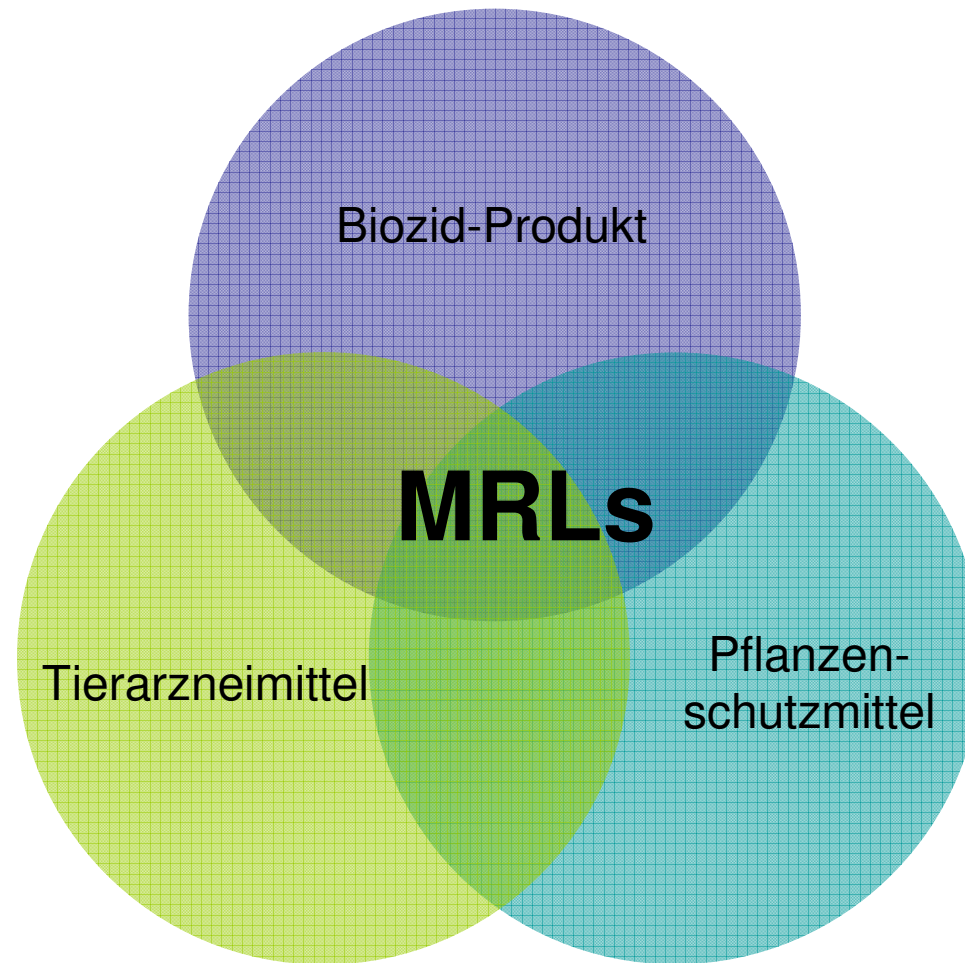 Biozid-Produkt
MRLs
Tierarzneimittel
Pflanzen-
schutzmittel